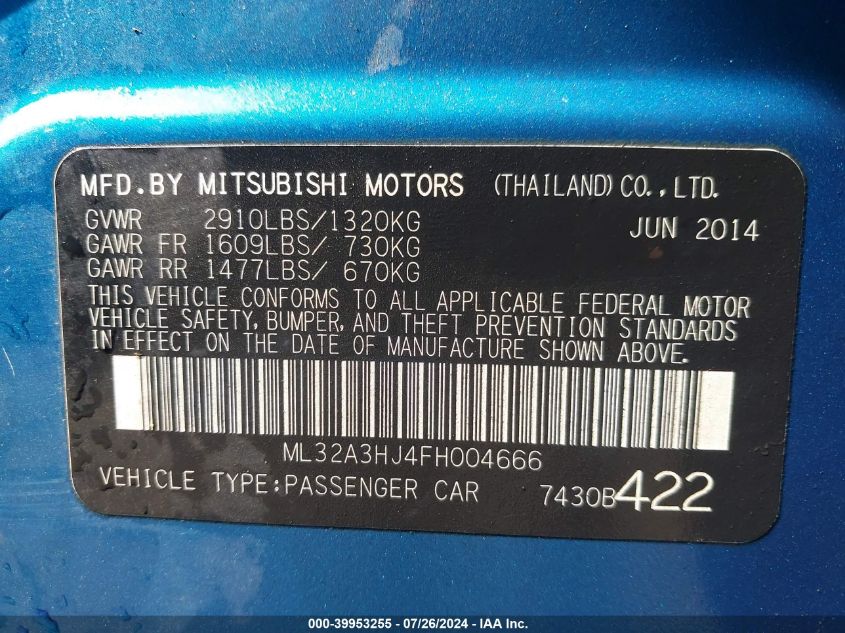 MFD.BY MITSUBISHI MOTORS (THAILAND) CO.,LTD.
GVWR 2910LBS/1320KG JUN 2014
GAWR FR 1609LBS/ 730KG
GAWR RR 1477LBS/ 670KG
THIS VEHICLE CONFORMS TO ALL APPLICABLE FEDERAL MOTOR
VEHICLE SAFETY, BUMPER, AND THEFT PREVENTION STANDARDS
IN EFFECT ON THE DATE OF MANUFACTURE SHOWN ABOVE.
ML32A3HJ4FH004666
VEHICLE TYPE:PASSENGER CAR 7430B422
000-39953255 - 07/26/2024 - IAA Inc.